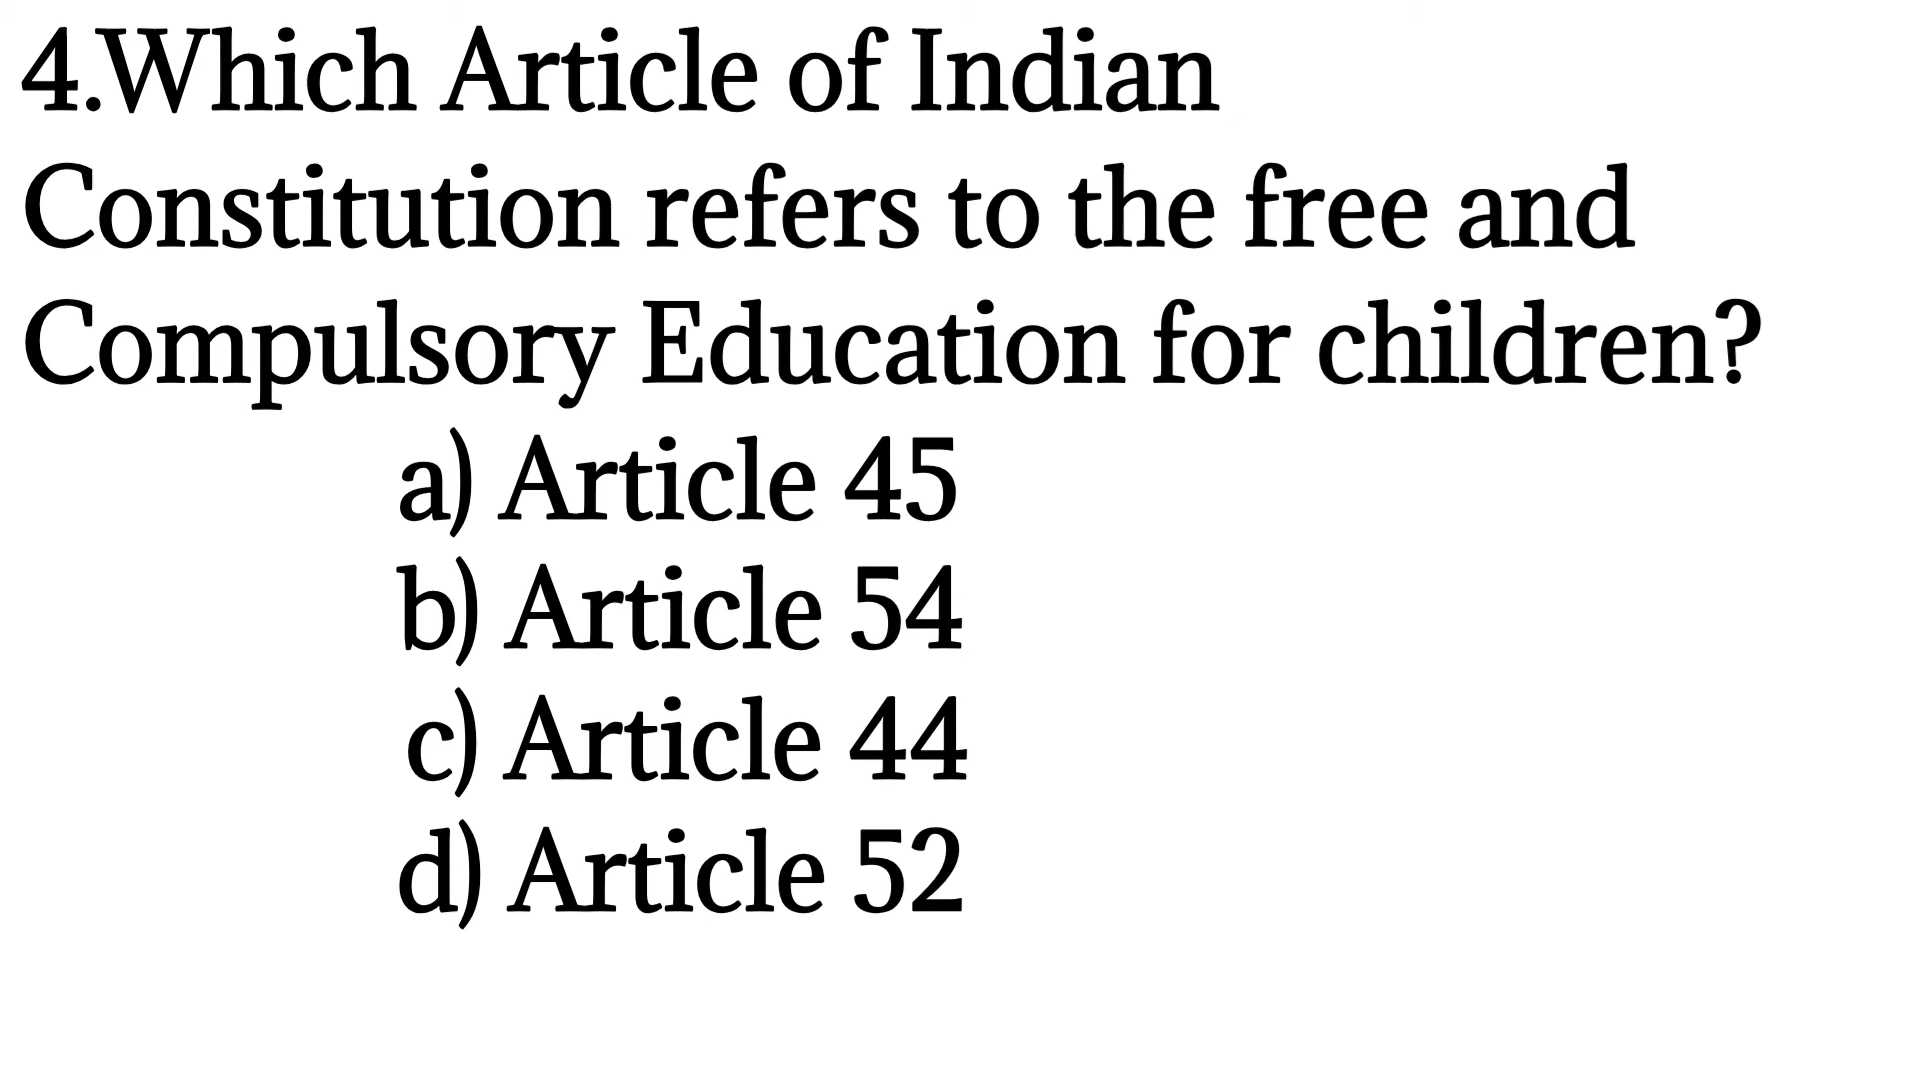 4.Which Article of Indian
Constitution refers to the free and
Compulsory Education for children?
a) Article 45
b) Article 54
c) Article 44
d) Article 52